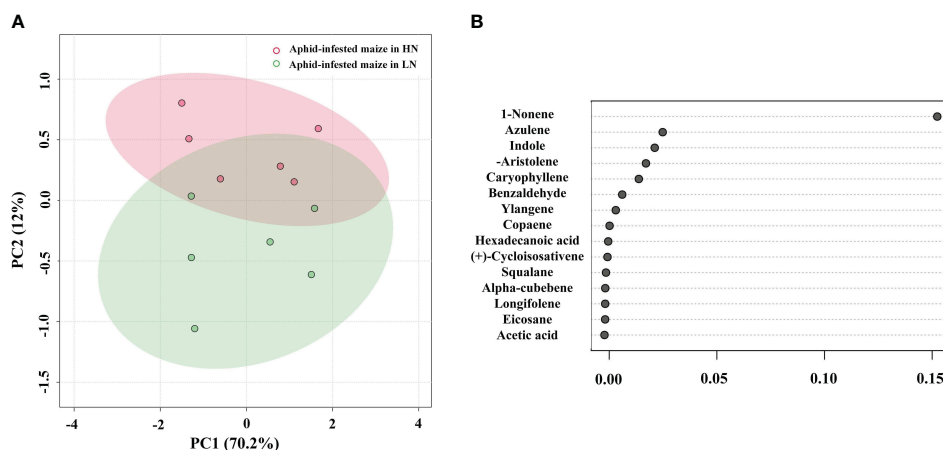 A
Aphid-infested maize in HN
Aphid-infested maize in LN
1.0
0.5
0.0
-0.5
-1.0
-1.5
PC2 (12%)
-4
-2
0
2
4
PC1 (70.2%)
B
1-Nonene
Azulene
Indole
-Aristolene
Caryophyllene
Benzaldehyde
Ylangene
Copaene
Hexadecanoic acid
(+)-Cycloisosativene
Squalane
Alpha-cubebene
Longifolene
Eicosane
Acetic acid
0.00
0.05
0.10
0.15